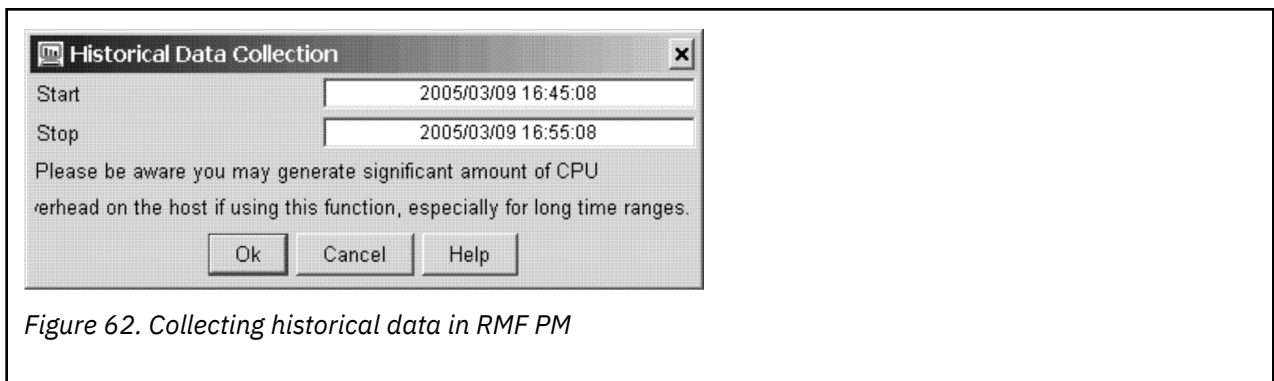 Historical Data Collection
Start 2005/03/09 16:45:08
Stop 2005/03/09 16:55:08
Please be aware you may generate significant amount of CPU
verhead on the host if using this function, especially for long time ranges.
Ok Cancel Help
Figure 62. Collecting historical data in RMF PM